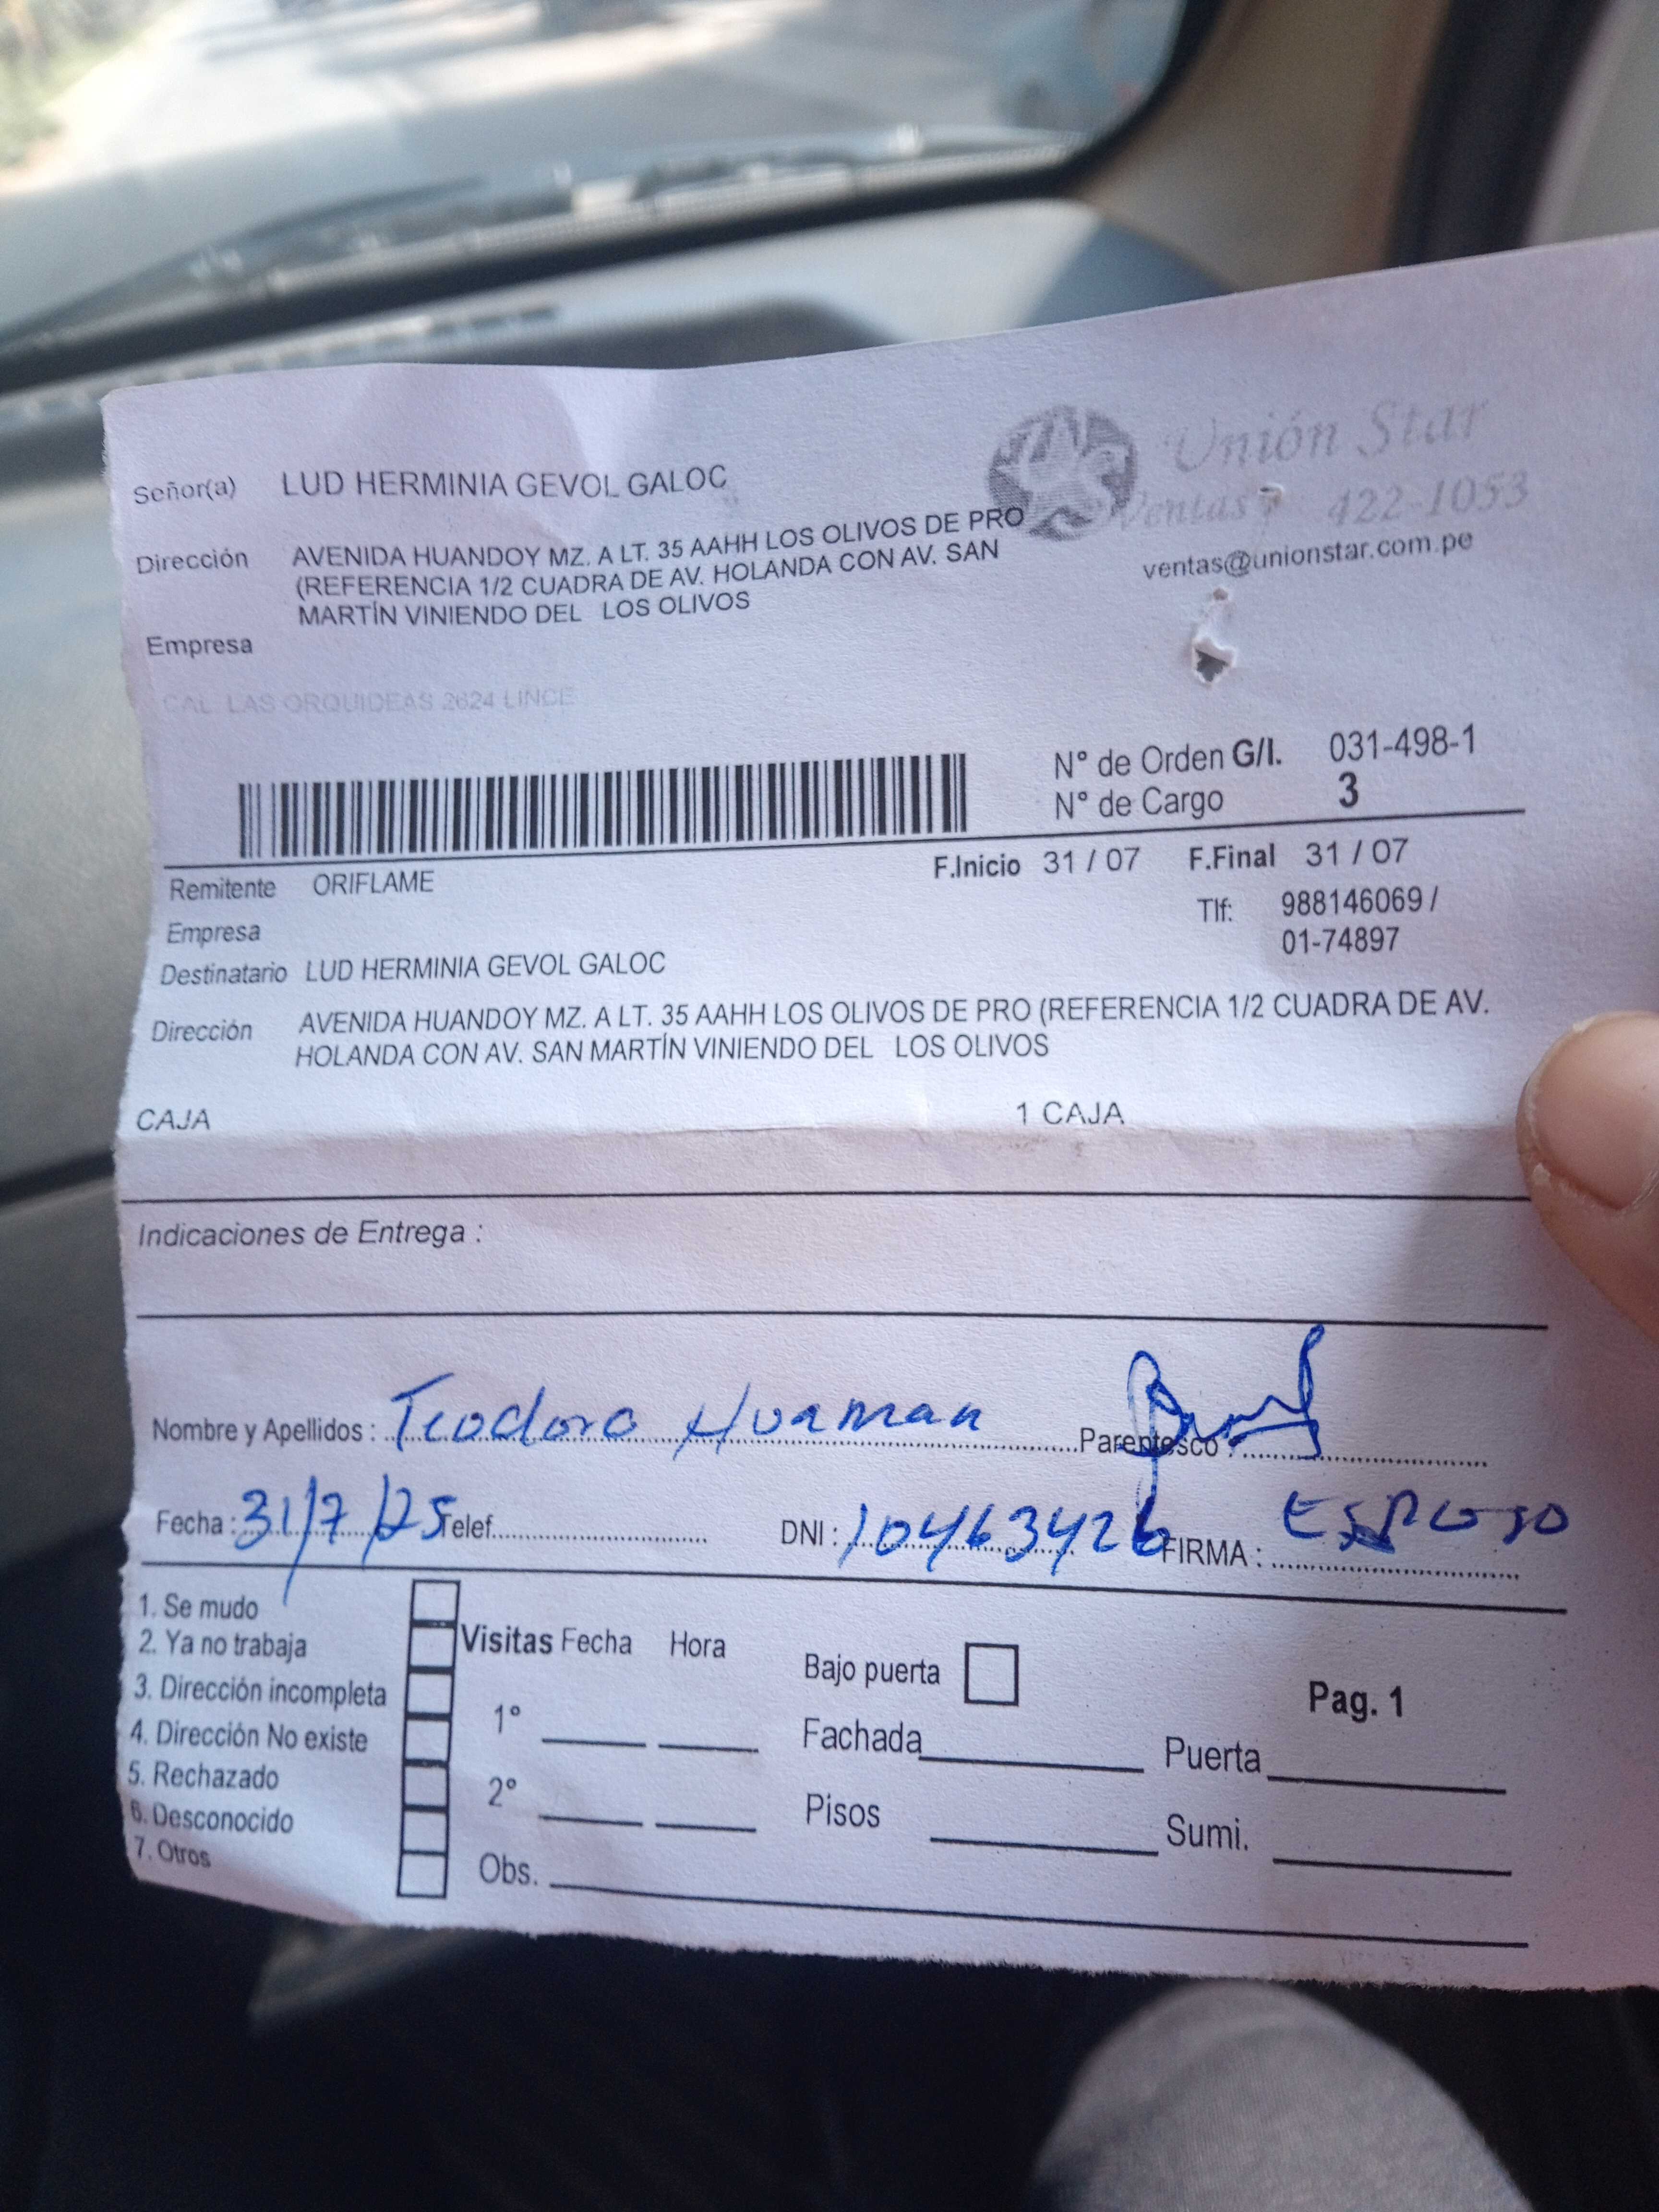 Unión Star
Ventas 422-1053
ventas@unionstar.com.pe
Señor(a) LUD HERMINIA GEVOL GALOC
Dirección AVENIDA HUANDOY MZ. A LT. 35 AAHH LOS OLIVOS DE PRO
(REFERENCIA 1/2 CUADRA DE AV. HOLANDA CON AV. SAN
MARTÍN VINIENDO DEL LOS OLIVOS
Empresa
CAL. LAS ORQUIDEAS 2624 LINCE
N° de Orden G/I. 031-498-1
N° de Cargo 3
F.Inicio 31 / 07 F.Final 31 / 07
Remitente ORIFLAME
Tlf: 988146069 /
01-74897
Empresa
Destinatario LUD HERMINIA GEVOL GALOC
Dirección AVENIDA HUANDOY MZ. A LT. 35 AAHH LOS OLIVOS DE PRO (REFERENCIA 1/2 CUADRA DE AV.
HOLANDA CON AV. SAN MARTÍN VINIENDO DEL LOS OLIVOS
CAJA 1 CAJA
Indicaciones de Entrega :
Nombre y Apellidos : Teodoro Huaman Parentesco :
Fecha : 31/7/25 Telef. DNI : 10463426 FIRMA : ESPOSO
1. Se mudo
2. Ya no trabaja
3. Dirección incompleta
4. Dirección No existe
5. Rechazado
6. Desconocido
7. Otros
Visitas Fecha Hora
1°
2°
Obs.
Bajo puerta
Fachada Puerta
Pisos Sumi.
Pag. 1